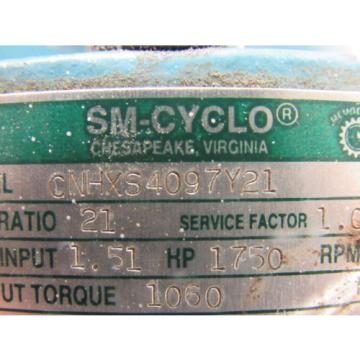 SM-CYCLO®
CHESAPEAKE, VIRGINIA
EL CNHXS4097Y21
RATIO 21 SERVICE FACTOR 1.0
INPUT 1.51 HP 1750 RPM
UT TORQUE 1060